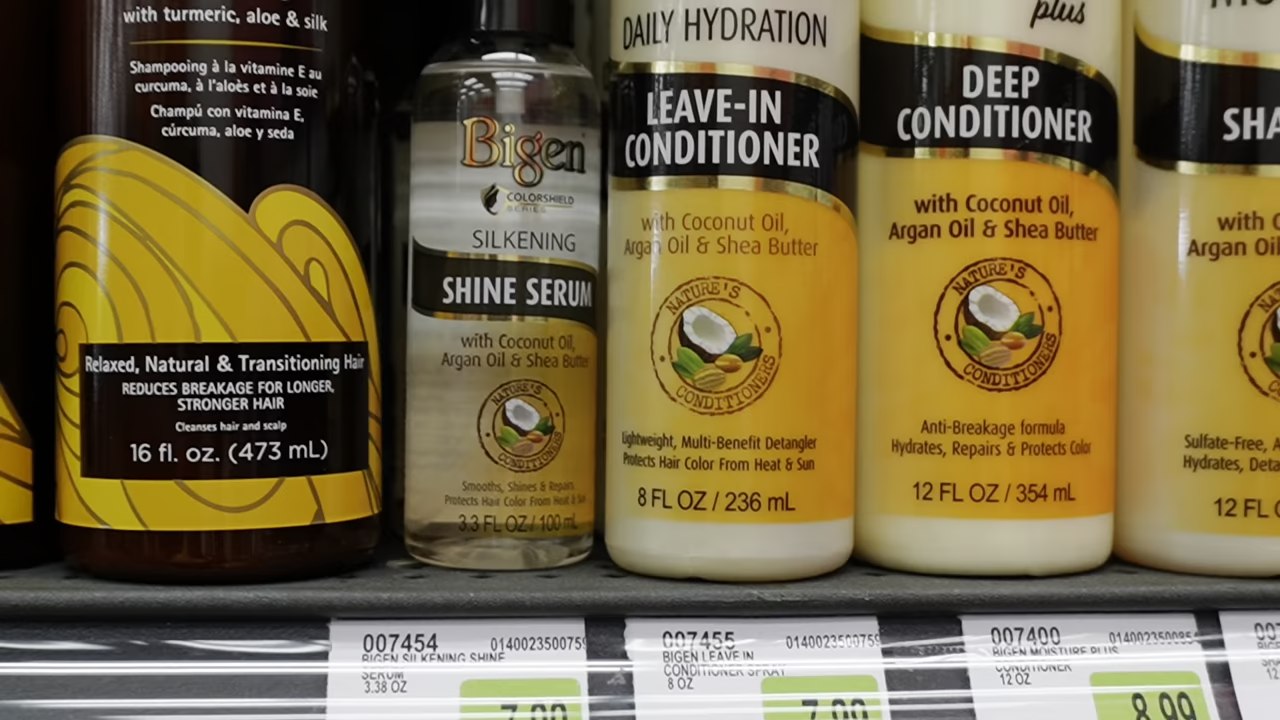 with turmeric, aloe & silk
Shampooing à la vitamine E au
curcuma, à l'aloès et à la soie
Champú con vitamina E,
cúrcuma, aloe y seda
Relaxed, Natural & Transitioning Hair
REDUCES BREAKAGE FOR LONGER,
STRONGER HAIR
Cleanses hair and scalp
16 fl. oz. (473 mL)
Bigen
COLORSHIELD
SERIES
SILKENING
SHINE SERUM
with Coconut Oil,
Argan Oil & Shea Butter
NATURE'S
CONDITIONERS
Smooths, Shines & Repairs
Protects Hair Color From Heat & Sun
3.3 FL OZ / 100 mL
DAILY HYDRATION
LEAVE-IN
CONDITIONER
with Coconut Oil,
Argan Oil & Shea Butter
NATURE'S
CONDITIONERS
Lightweight, Multi-Benefit Detangler
Protects Hair Color From Heat & Sun
8 FL OZ / 236 mL
plus
DEEP
CONDITIONER
with Coconut Oil,
Argan Oil & Shea Butter
NATURE'S
CONDITIONERS
Anti-Breakage formula
Hydrates, Repairs & Protects Color
12 FL OZ / 354 mL
SHA
with
Argan Oil
Sulfate-Free,
Hydrates,
12 FL
007454
BIGEN SILKENING SHINE
SERUM
3.38 OZ
007455
BIGEN LEAVE IN
CONDITIONER SPRAY
8 OZ
007400
BIGEN MOISTURE PLUS
CONDITIONER
12 OZ
8.99